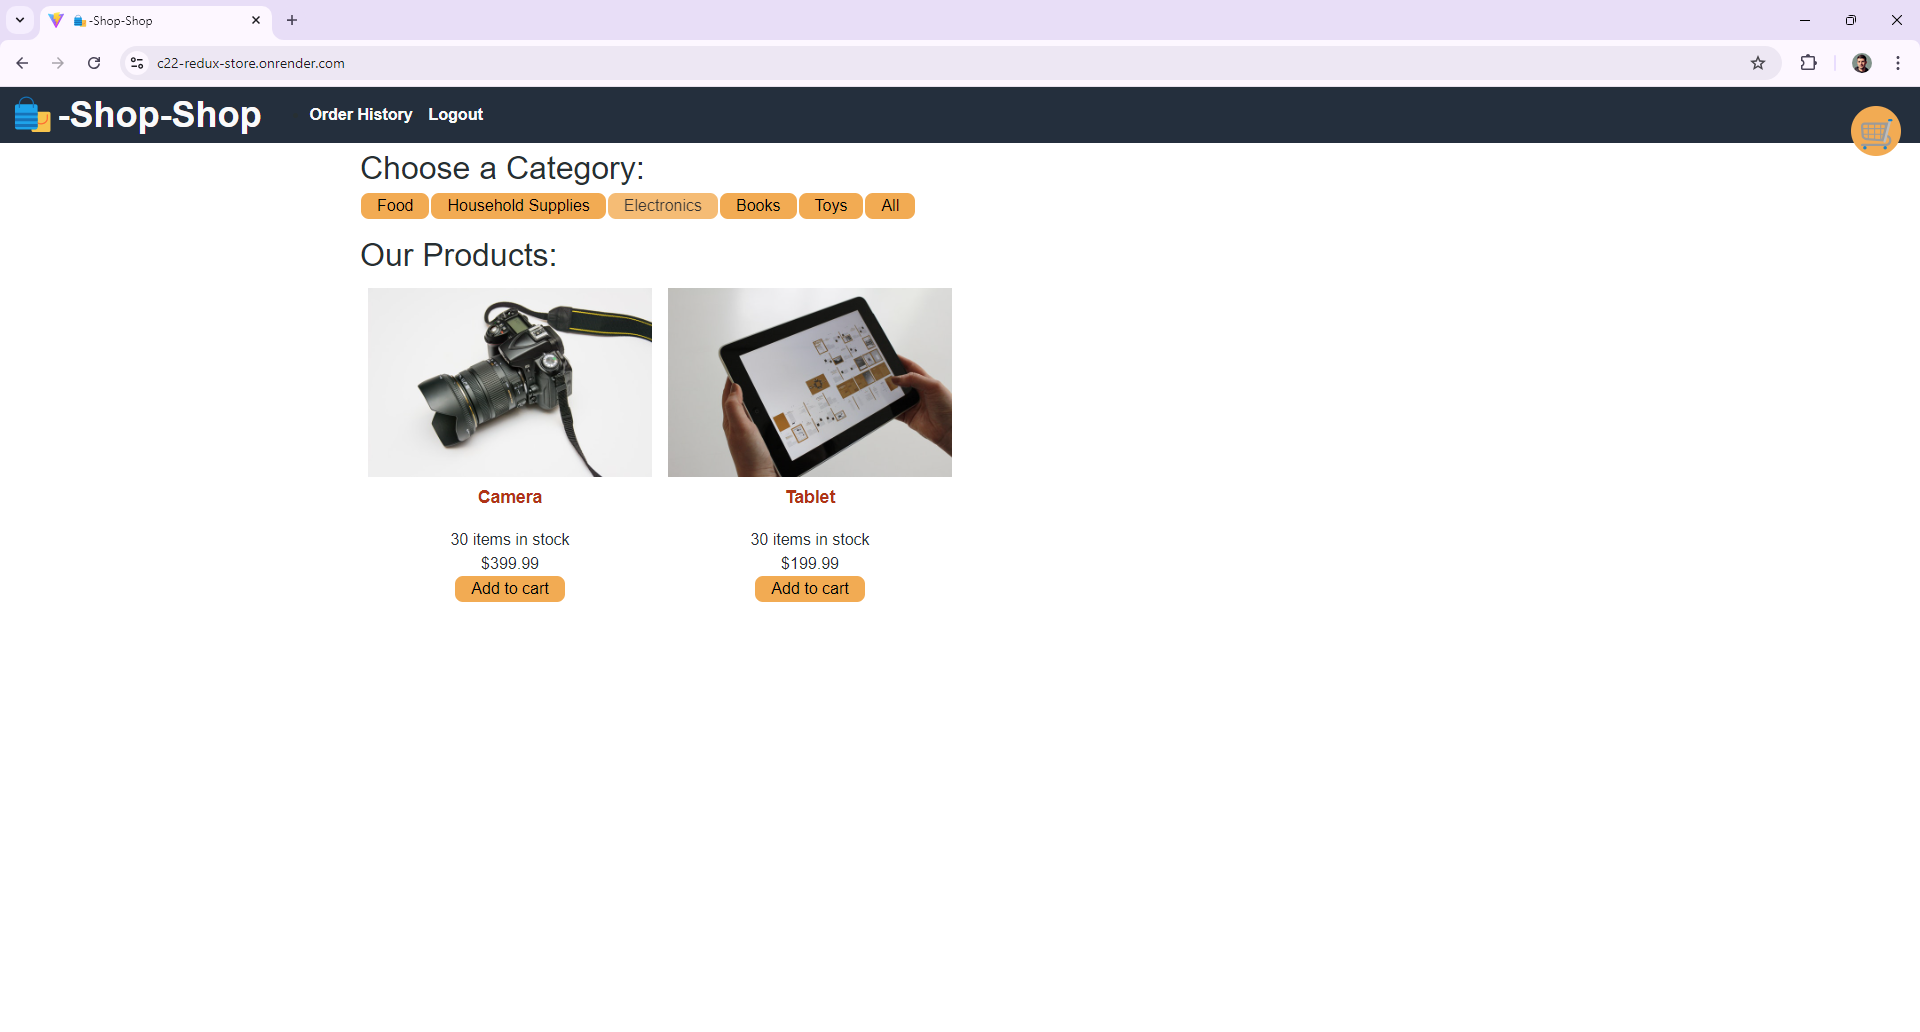 -Shop-Shop
c22-redux-store.onrender.com
-Shop-Shop Order History Logout
Choose a Category:
Food Household Supplies Electronics Books Toys All
Our Products:
Camera Tablet
30 items in stock 30 items in stock
$399.99 $199.99
Add to cart Add to cart